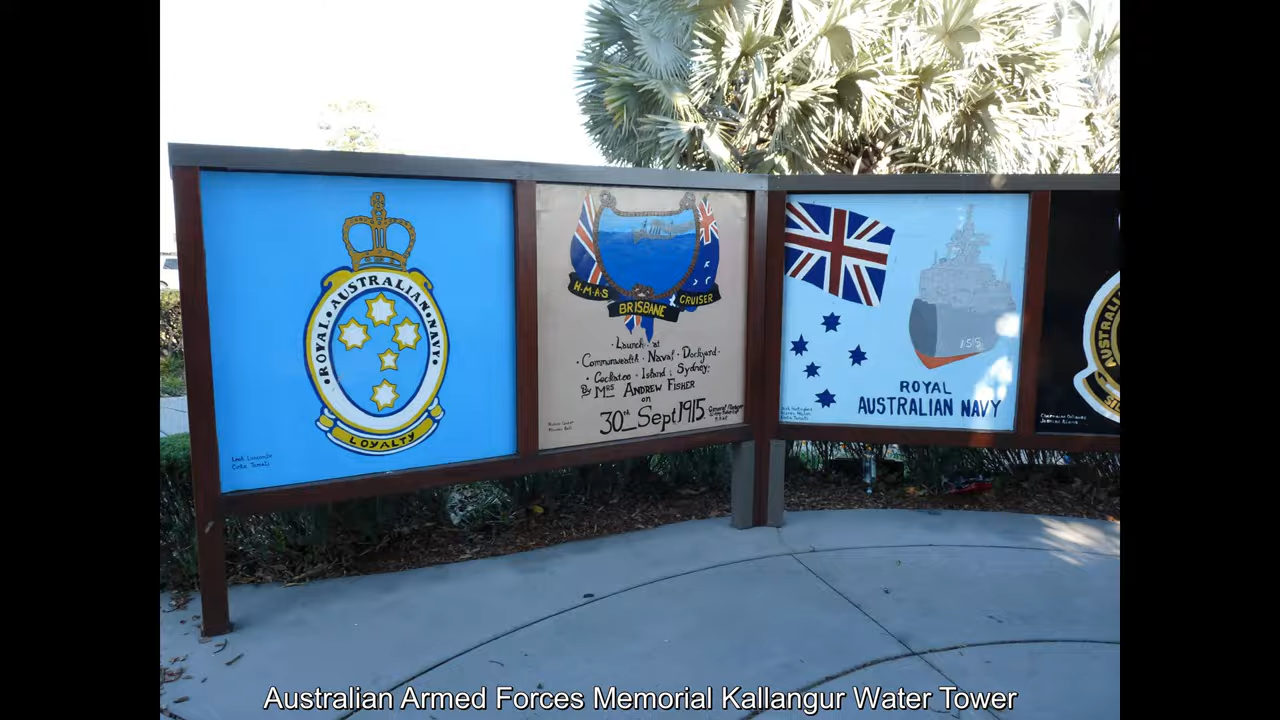 ROYAL • AUSTRALIAN • NAVY
LOYALTY
H.M.A.S
BRISBANE
CRUISER
Launch at
Commonwealth Naval Dockyard
Cockatoo Island; Sydney;
By Mrs ANDREW FISHER
on
30th Sept 1915
ROYAL
AUSTRALIAN NAVY
Australian Armed Forces Memorial Kallangur Water Tower